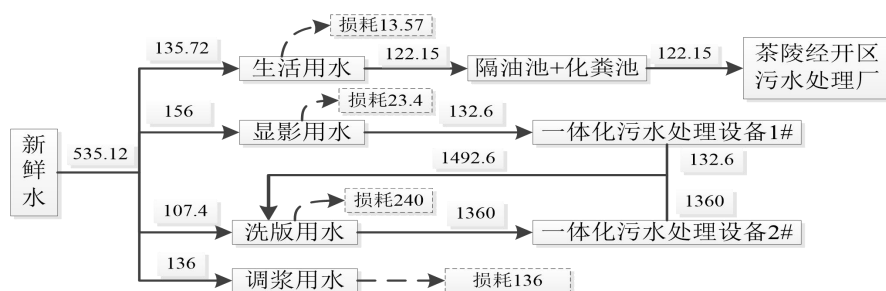 损耗13.57
135.72
生活用水
122.15
隔油池+化粪池
122.15
茶陵经开区
污水处理厂
损耗23.4
156
显影用水
132.6
一体化污水处理设备1#
新
鲜
水
535.12
1492.6
132.6
损耗240
107.4
洗版用水
1360
1360
一体化污水处理设备2#
136
调浆用水
损耗136